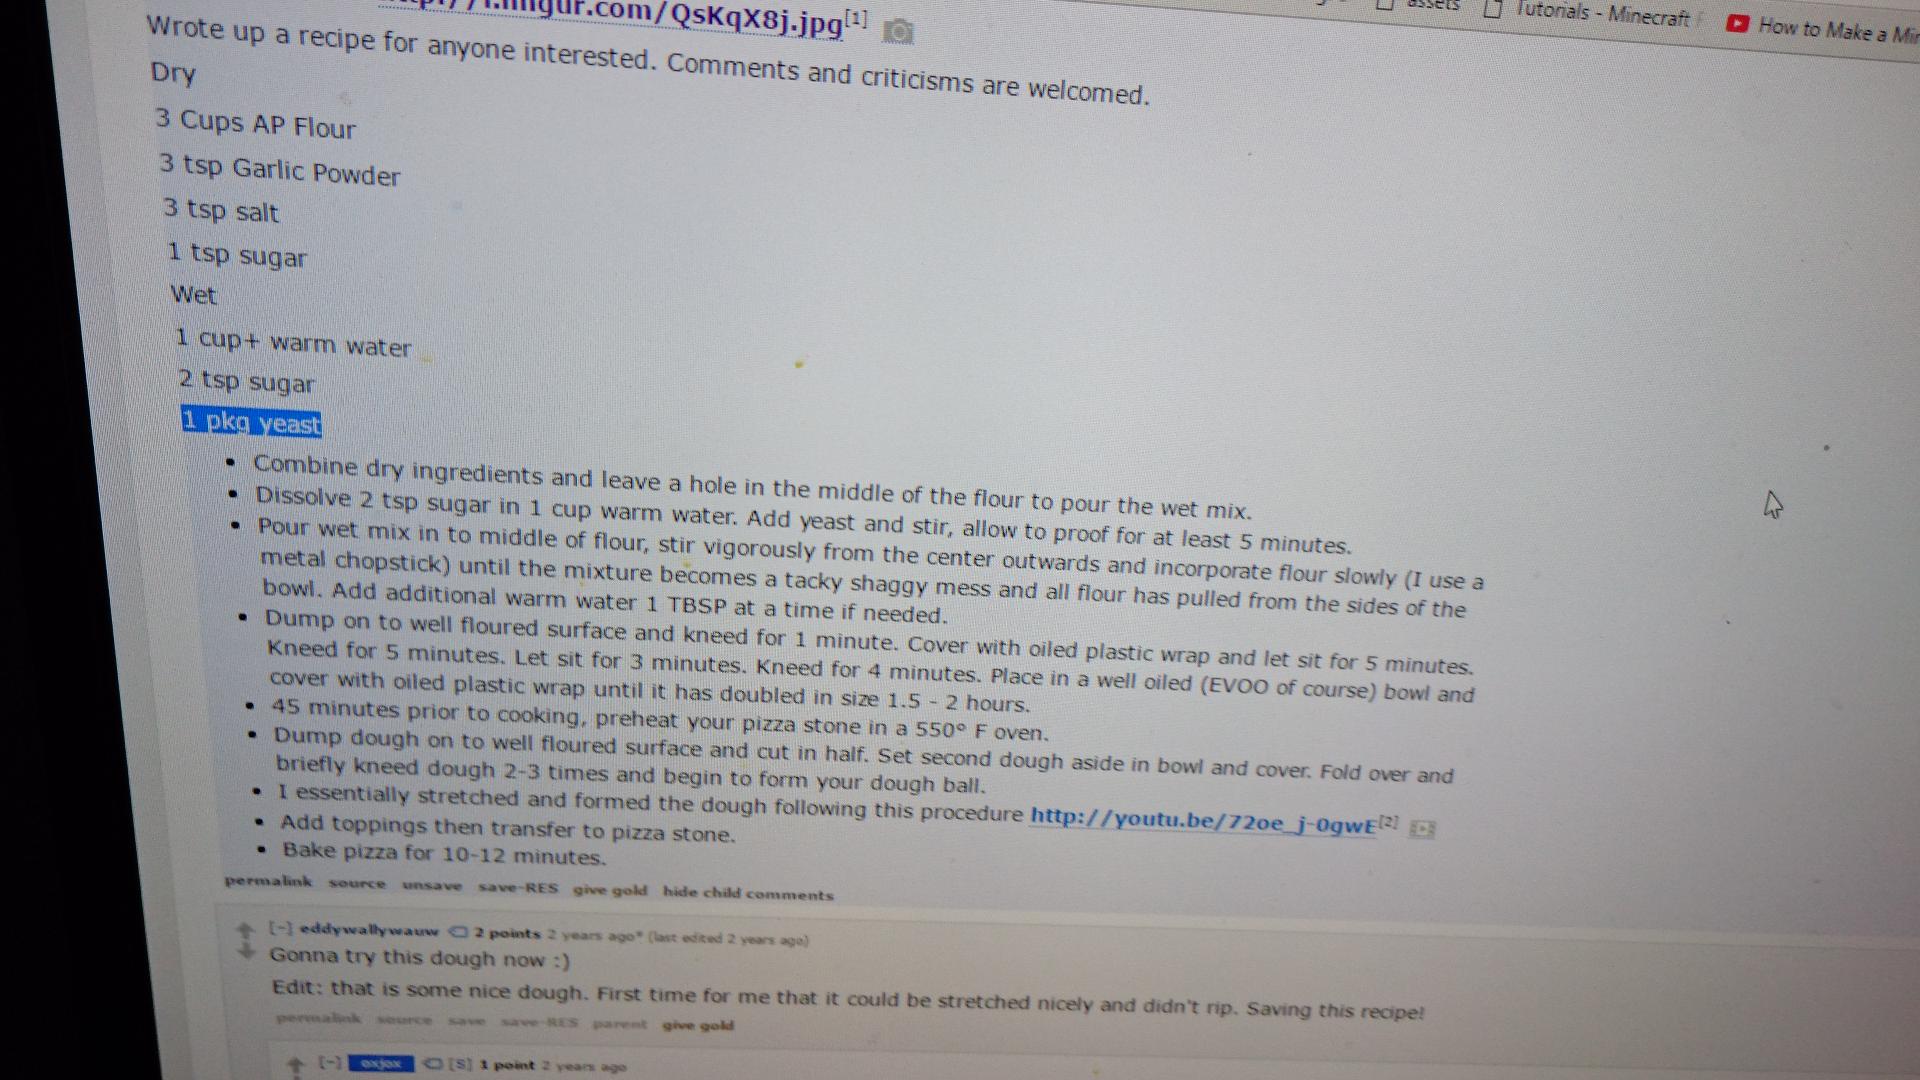 i.imgur.com/QsKqX8j.jpg[1]
assets
Tutorials - Minecraft F
How to Make a Mi
Wrote up a recipe for anyone interested. Comments and criticisms are welcomed.
Dry
3 Cups AP Flour
3 tsp Garlic Powder
3 tsp salt
1 tsp sugar
Wet
1 cup+ warm water
2 tsp sugar
1 pkg yeast
• Combine dry ingredients and leave a hole in the middle of the flour to pour the wet mix.
• Dissolve 2 tsp sugar in 1 cup warm water. Add yeast and stir, allow to proof for at least 5 minutes.
• Pour wet mix in to middle of flour, stir vigorously from the center outwards and incorporate flour slowly (I use a
metal chopstick) until the mixture becomes a tacky shaggy mess and all flour has pulled from the sides of the
bowl. Add additional warm water 1 TBSP at a time if needed.
• Dump on to well floured surface and kneed for 1 minute. Cover with oiled plastic wrap and let sit for 5 minutes.
Kneed for 5 minutes. Let sit for 3 minutes. Kneed for 4 minutes. Place in a well oiled (EVOO of course) bowl and
cover with oiled plastic wrap until it has doubled in size 1.5 - 2 hours.
• 45 minutes prior to cooking, preheat your pizza stone in a 550° F oven.
• Dump dough on to well floured surface and cut in half. Set second dough aside in bowl and cover. Fold over and
briefly kneed dough 2-3 times and begin to form your dough ball.
• I essentially stretched and formed the dough following this procedure http://youtu.be/72oe_j-0gwE[2]
• Add toppings then transfer to pizza stone.
• Bake pizza for 10-12 minutes.
permalink source unsave save-RES give gold hide child comments
[-] eddywallywauw 2 points 2 years ago* (last edited 2 years ago)
Gonna try this dough now :)
Edit: that is some nice dough. First time for me that it could be stretched nicely and didn't rip. Saving this recipe!
permalink source save save-RES parent give gold
[-] oxjox [S] 1 point 2 years ago